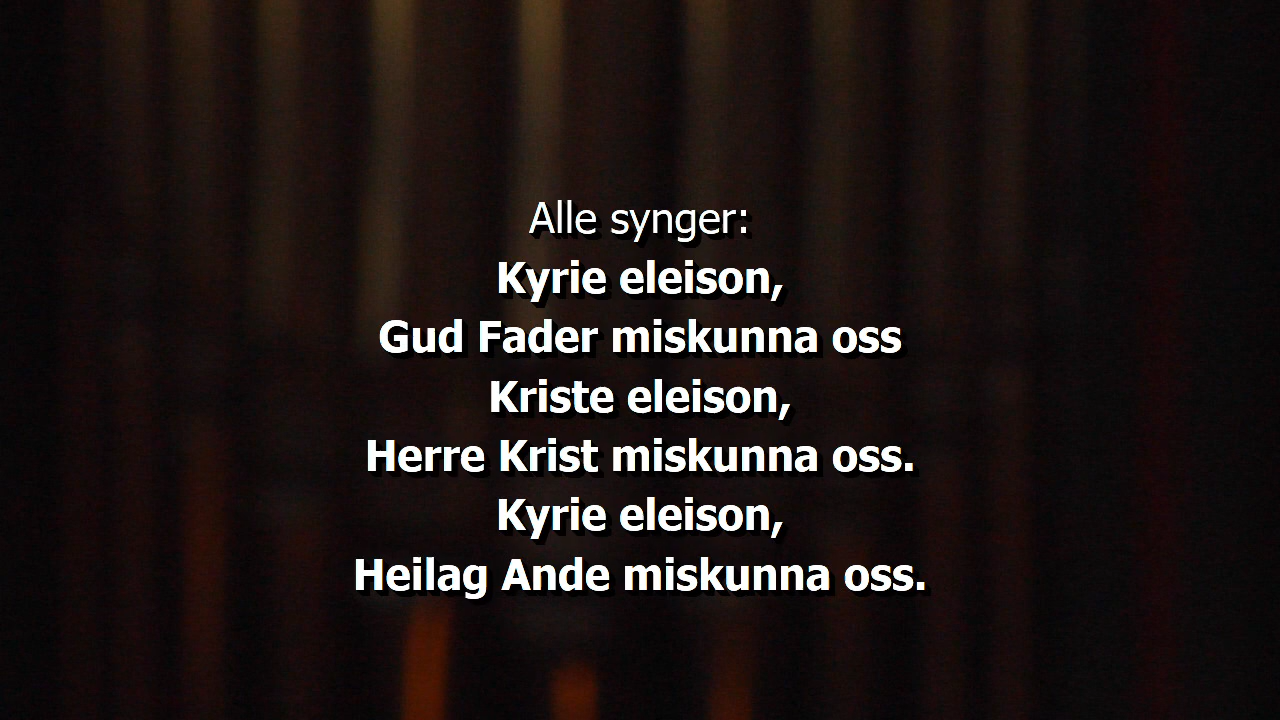 Alle synger:
Kyrie eleison,
Gud Fader miskunna oss
Kriste eleison,
Herre Krist miskunna oss.
Kyrie eleison,
Heilag Ande miskunna oss.